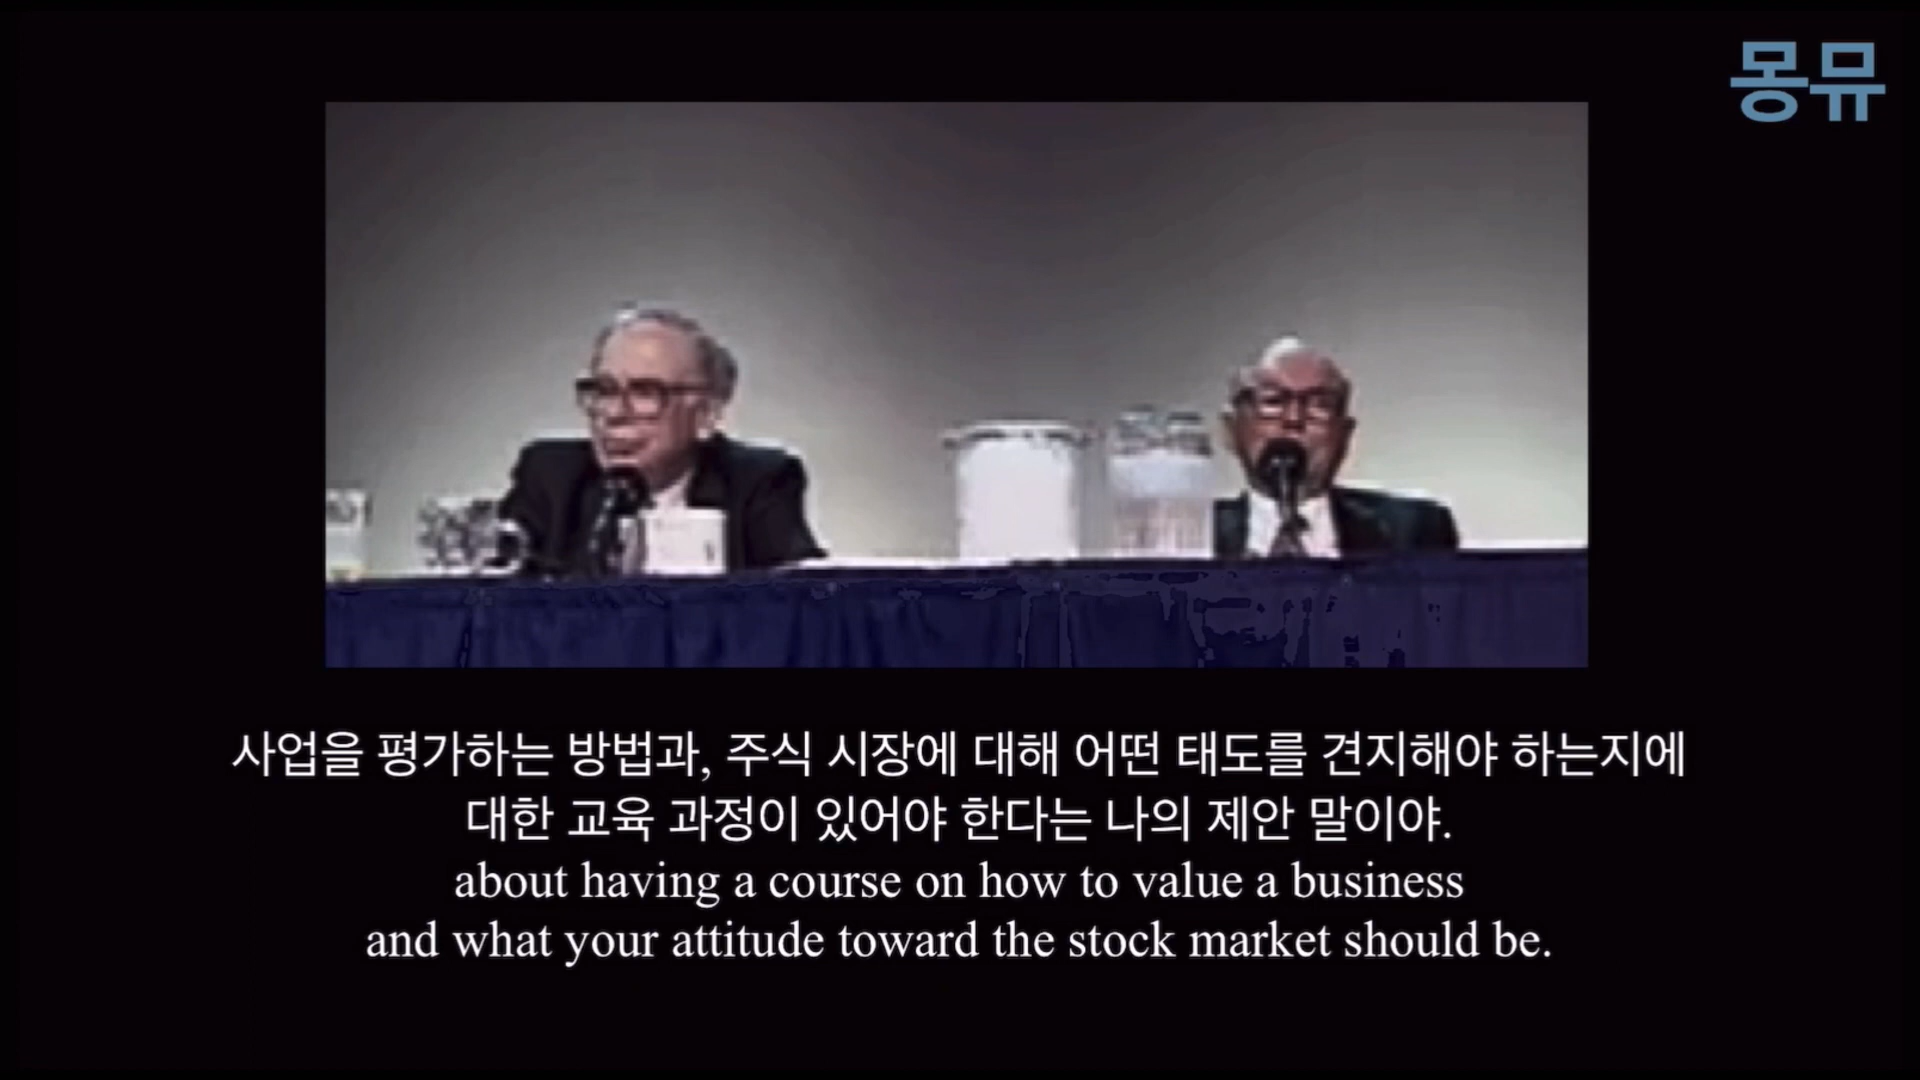 몽뮤
사업을 평가하는 방법과, 주식 시장에 대해 어떤 태도를 견지해야 하는지에
대한 교육 과정이 있어야 한다는 나의 제안 말이야.
about having a course on how to value a business
and what your attitude toward the stock market should be.